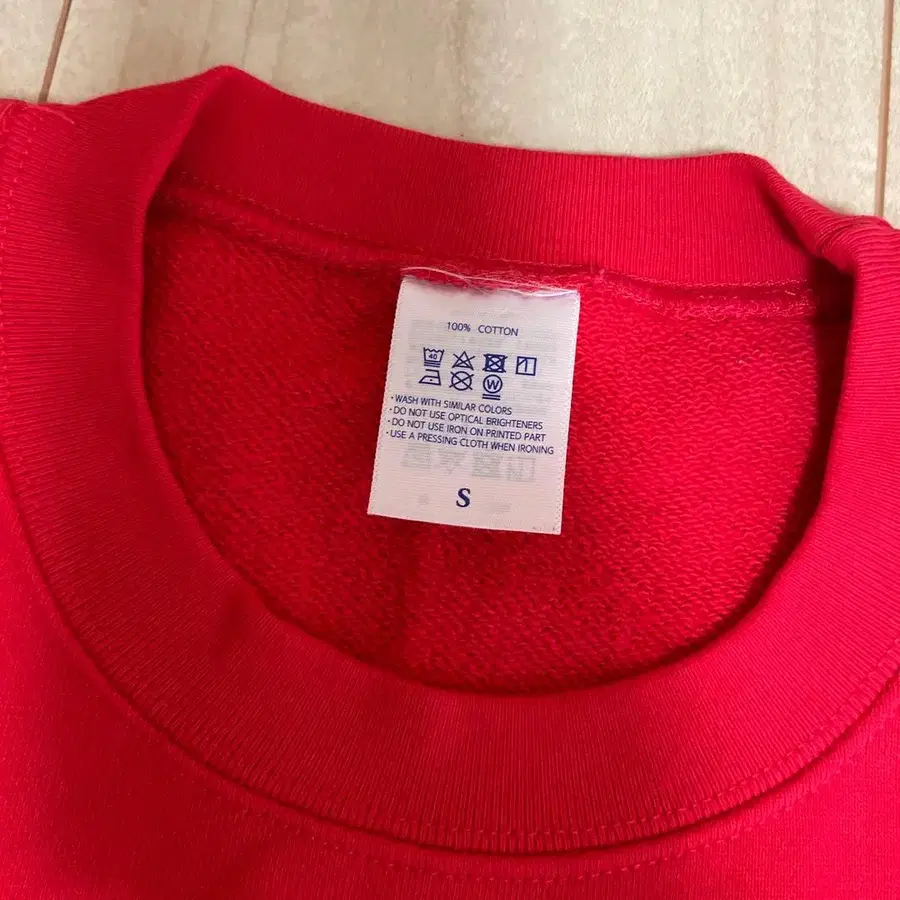 100% COTTON
40
W
・WASH WITH SIMILAR COLORS
・DO NOT USE OPTICAL BRIGHTENERS
・DO NOT USE IRON ON PRINTED PART
・USE A PRESSING CLOTH WHEN IRONING
S